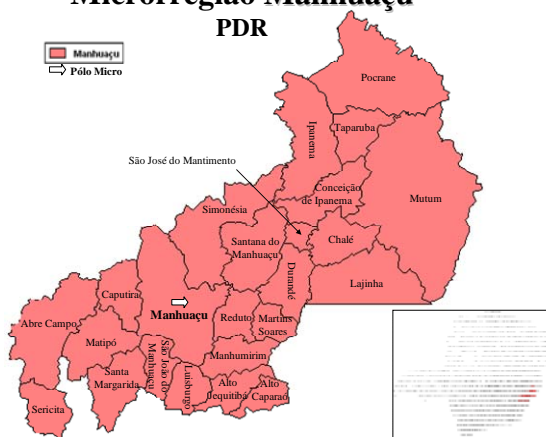 Microrregião Manhuaçu
PDR
Manhuaçu
Pólo Micro
Pocrane
Ipanema
Taparuba
São José do Mantimento
Conceição
de Ipanema
Mutum
Simonésia
Santana do
Manhuaçu
Chalé
Durandé
Lajinha
Caputira
Manhuaçu
Reduto
Martins
Soares
Abre Campo
Matipó
São João do
Manhuaçu
Manhumirim
Santa
Margarida
Luisburgo
Alto
Jequitibá
Alto
Caparaó
Sericita